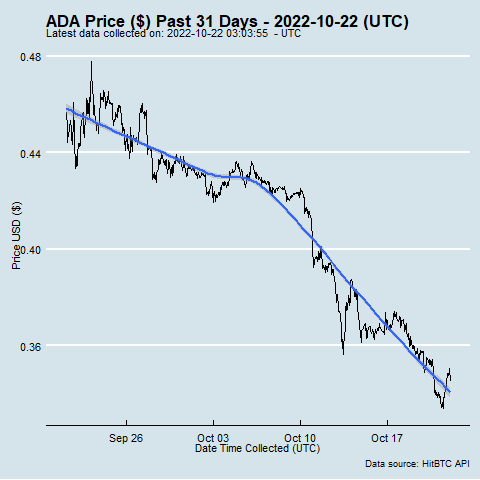 ADA Price ($) Past 31 Days - 2022-10-22 (UTC)
Latest data collected on: 2022-10-22 03:03:55 - UTC
0.48
0.44
0.40
0.36
Price USD ($)
Sep 26 Oct 03 Oct 10 Oct 17
Date Time Collected (UTC)
Data source: HitBTC API